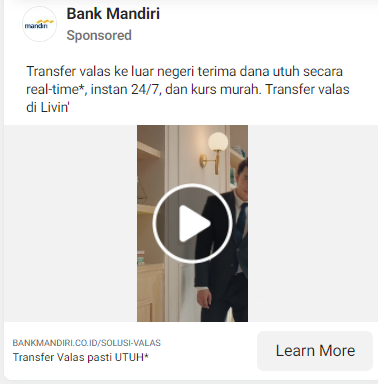 mandiri
Bank Mandiri
Sponsored
Transfer valas ke luar negeri terima dana utuh secara
real-time*, instan 24/7, dan kurs murah. Transfer valas
di Livin'
BANKMANDIRI.CO.ID/SOLUSI-VALAS
Transfer Valas pasti UTUH*
Learn More